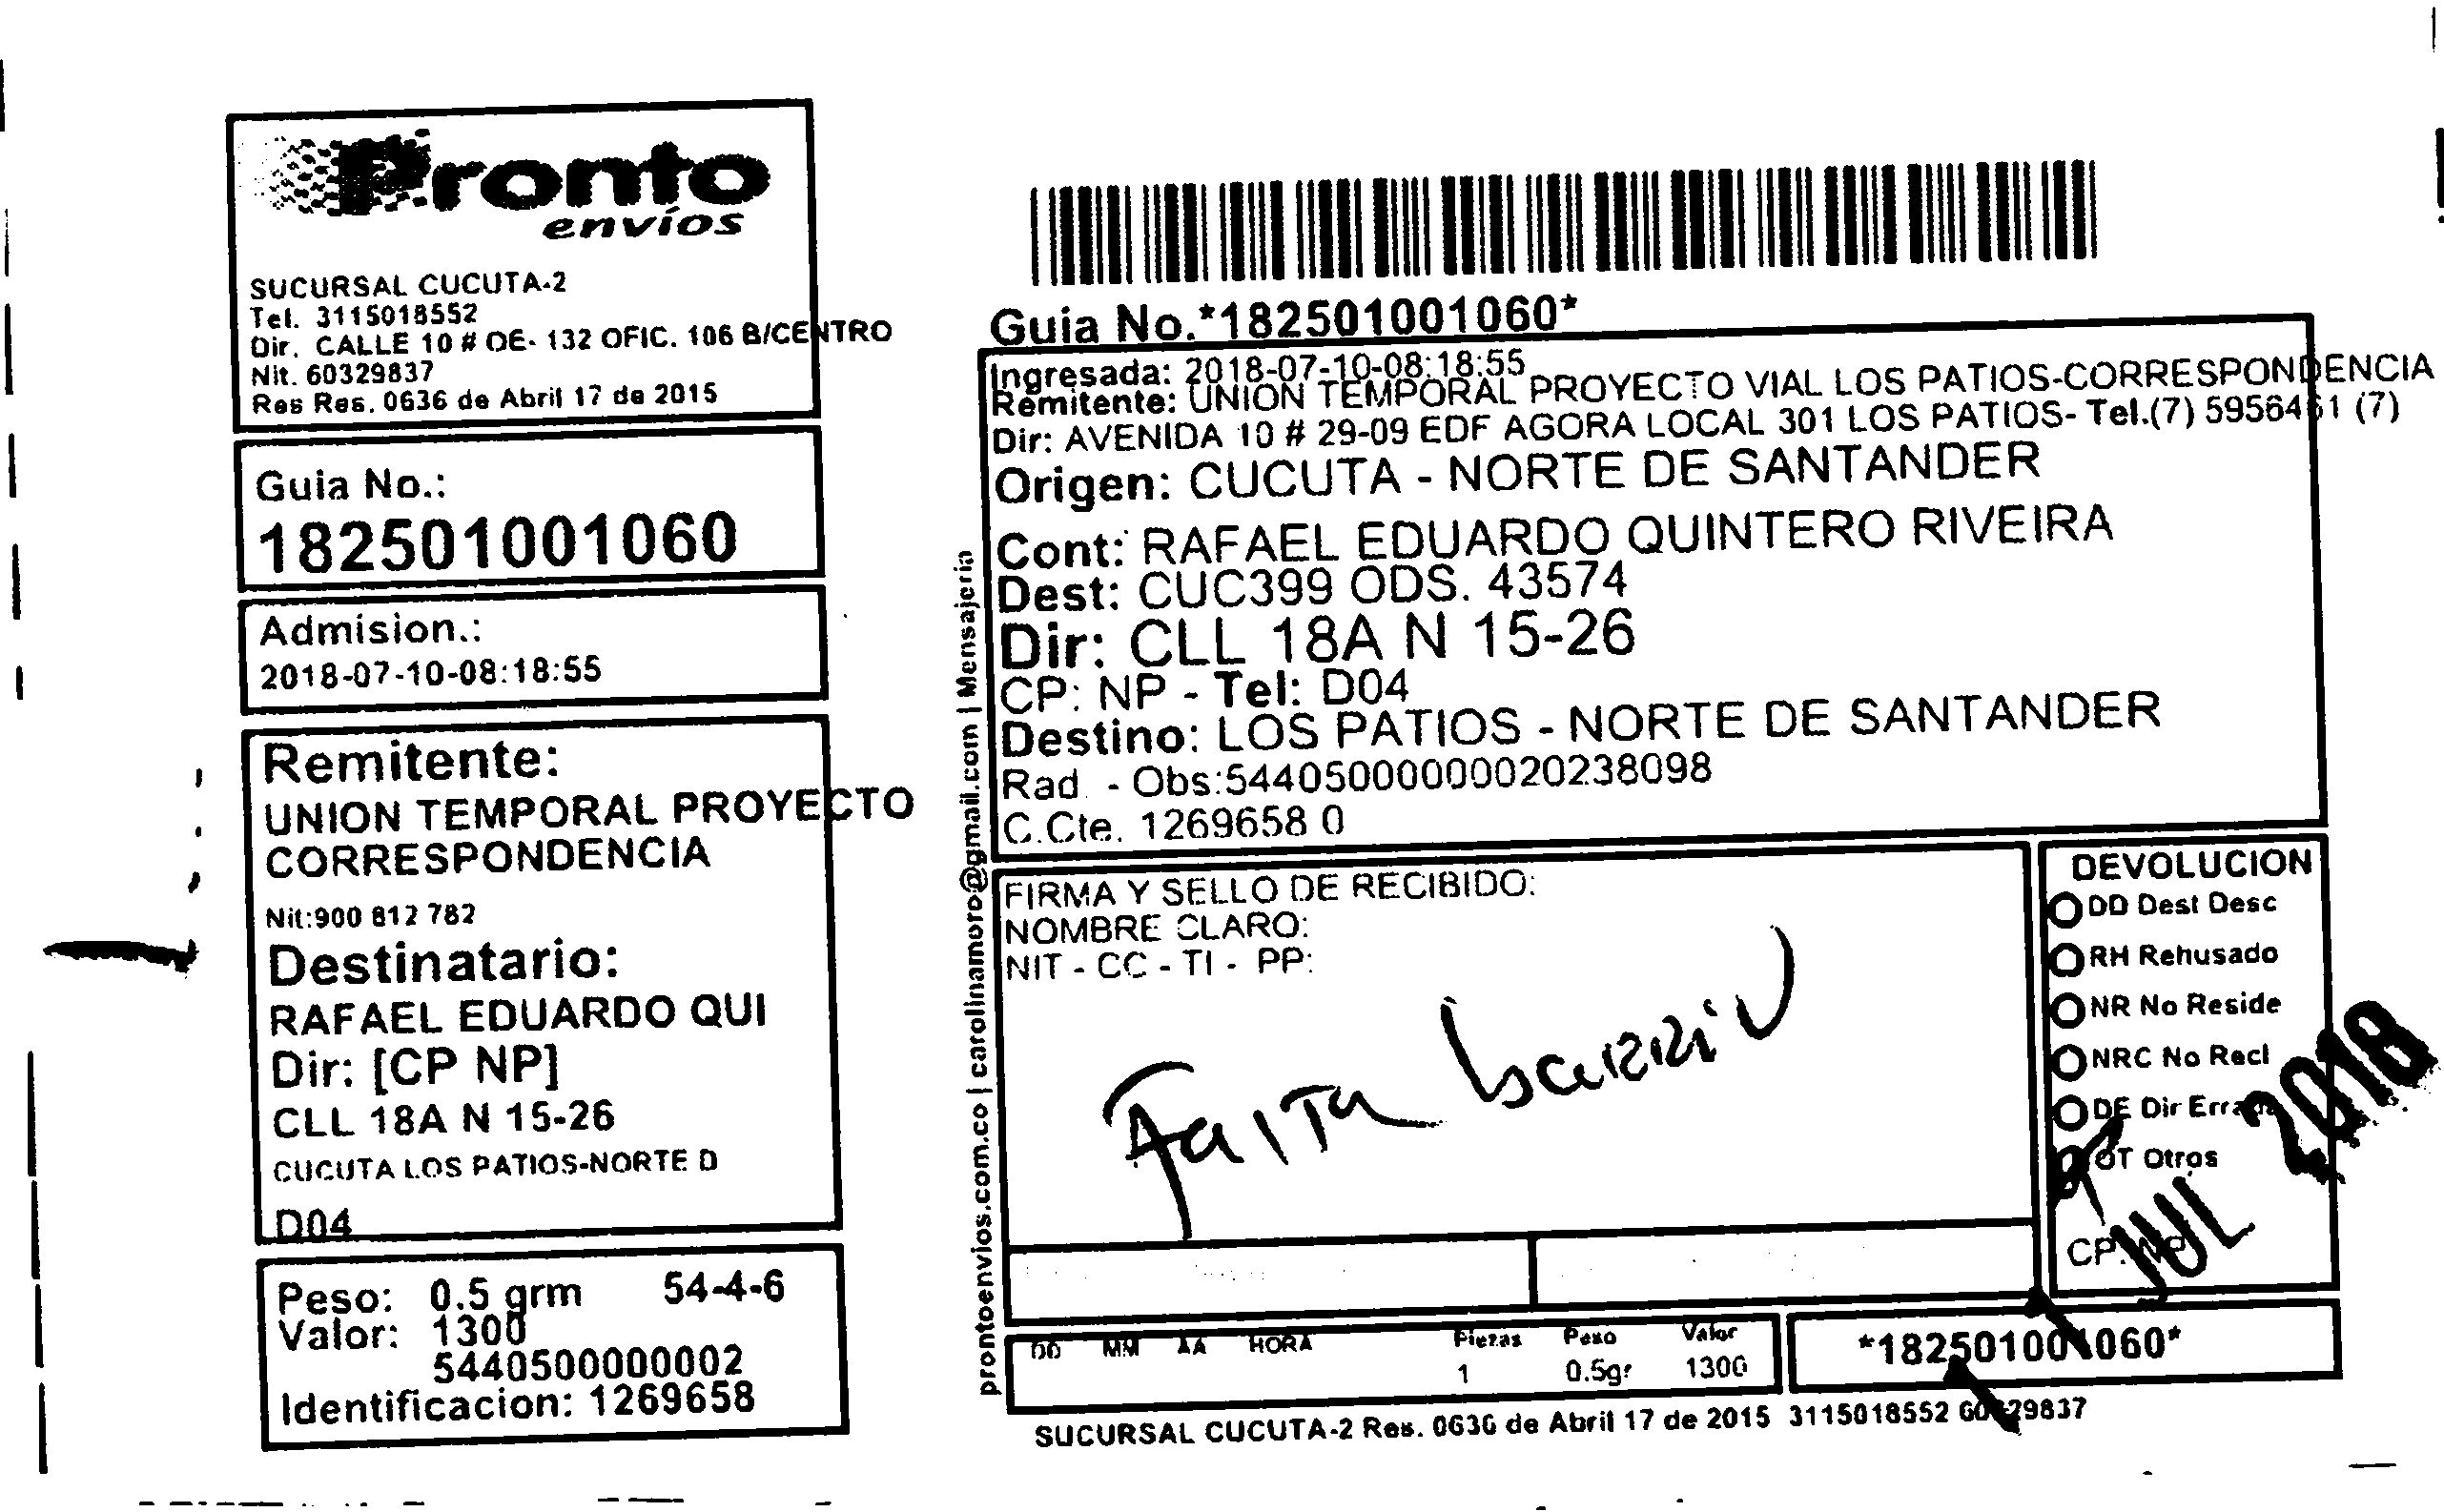 Pronto
envíos
SUCURSAL CUCUTA-2
Tel. 3115018552
Dir. CALLE 10 # OE- 132 OFIC. 106 B/CENTRO
Nit. 60329837
Res Res. 0636 de Abril 17 de 2015
Guia No.:
182501001060
Admision.:
2018-07-10-08:18:55
Remitente:
UNION TEMPORAL PROYECTO
CORRESPONDENCIA
Nit:900 812 782
Destinatario:
RAFAEL EDUARDO QUI
Dir: [CP NP]
CLL 18A N 15-26
CUCUTA LOS PATIOS-NORTE D
D04
Peso: 0.5 grm 54-4-6
Valor: 1300
5440500000002
Identificacion: 1269658
prontoenvios.com.co | carolinamoro@gmail.com | Mensajeria
Guia No.*182501001060*
Ingresada: 2018-07-10-08:18:55
Remitente: UNION TEMPORAL PROYECTO VIAL LOS PATIOS-CORRESPONDENCIA
Dir: AVENIDA 10 # 29-09 EDF AGORA LOCAL 301 LOS PATIOS- Tel.(7) 5956461 (7)
Origen: CUCUTA - NORTE DE SANTANDER
Cont: RAFAEL EDUARDO QUINTERO RIVEIRA
Dest: CUC399 ODS. 43574
Dir: CLL 18A N 15-26
CP: NP - Tel: D04
Destino: LOS PATIOS - NORTE DE SANTANDER
Rad. - Obs:544050000000020238098
C.Cte. 1269658 0
FIRMA Y SELLO DE RECIBIDO:
NOMBRE CLARO:
NIT - CC - TI - PP:
Falta barrio
DEVOLUCION
DD Dest Desc
RH Rehusado
NR No Reside
NRC No Recl
DE Dir Errada
OT Otros
CP: NP
JUL 2018
DD MM AA HORA Piezas Peso Valor
1 0.5gr 1300
*182501001060*
SUCURSAL CUCUTA-2 Res. 0636 de Abril 17 de 2015 3115018552 60329837